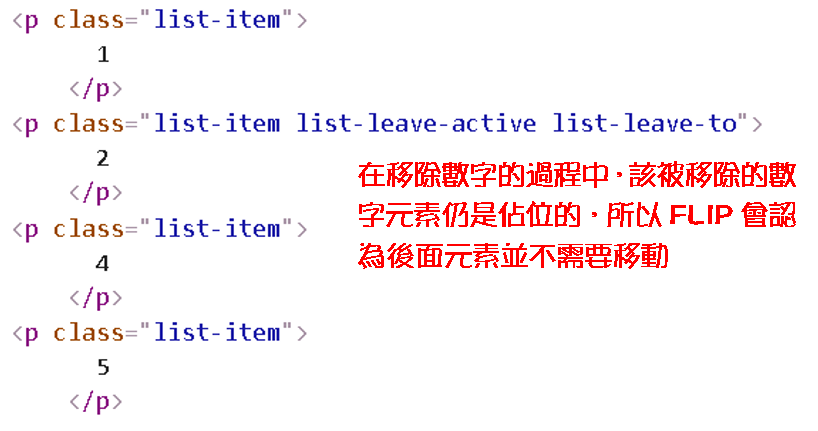 <p class="list-item">
1
</p>
<p class="list-item list-leave-active list-leave-to">
2
</p>
在移除數字的過程中，該被移除的數
字元素仍是佔位的，所以 FLIP 會認
為後面元素並不需要移動
<p class="list-item">
4
</p>
<p class="list-item">
5
</p>